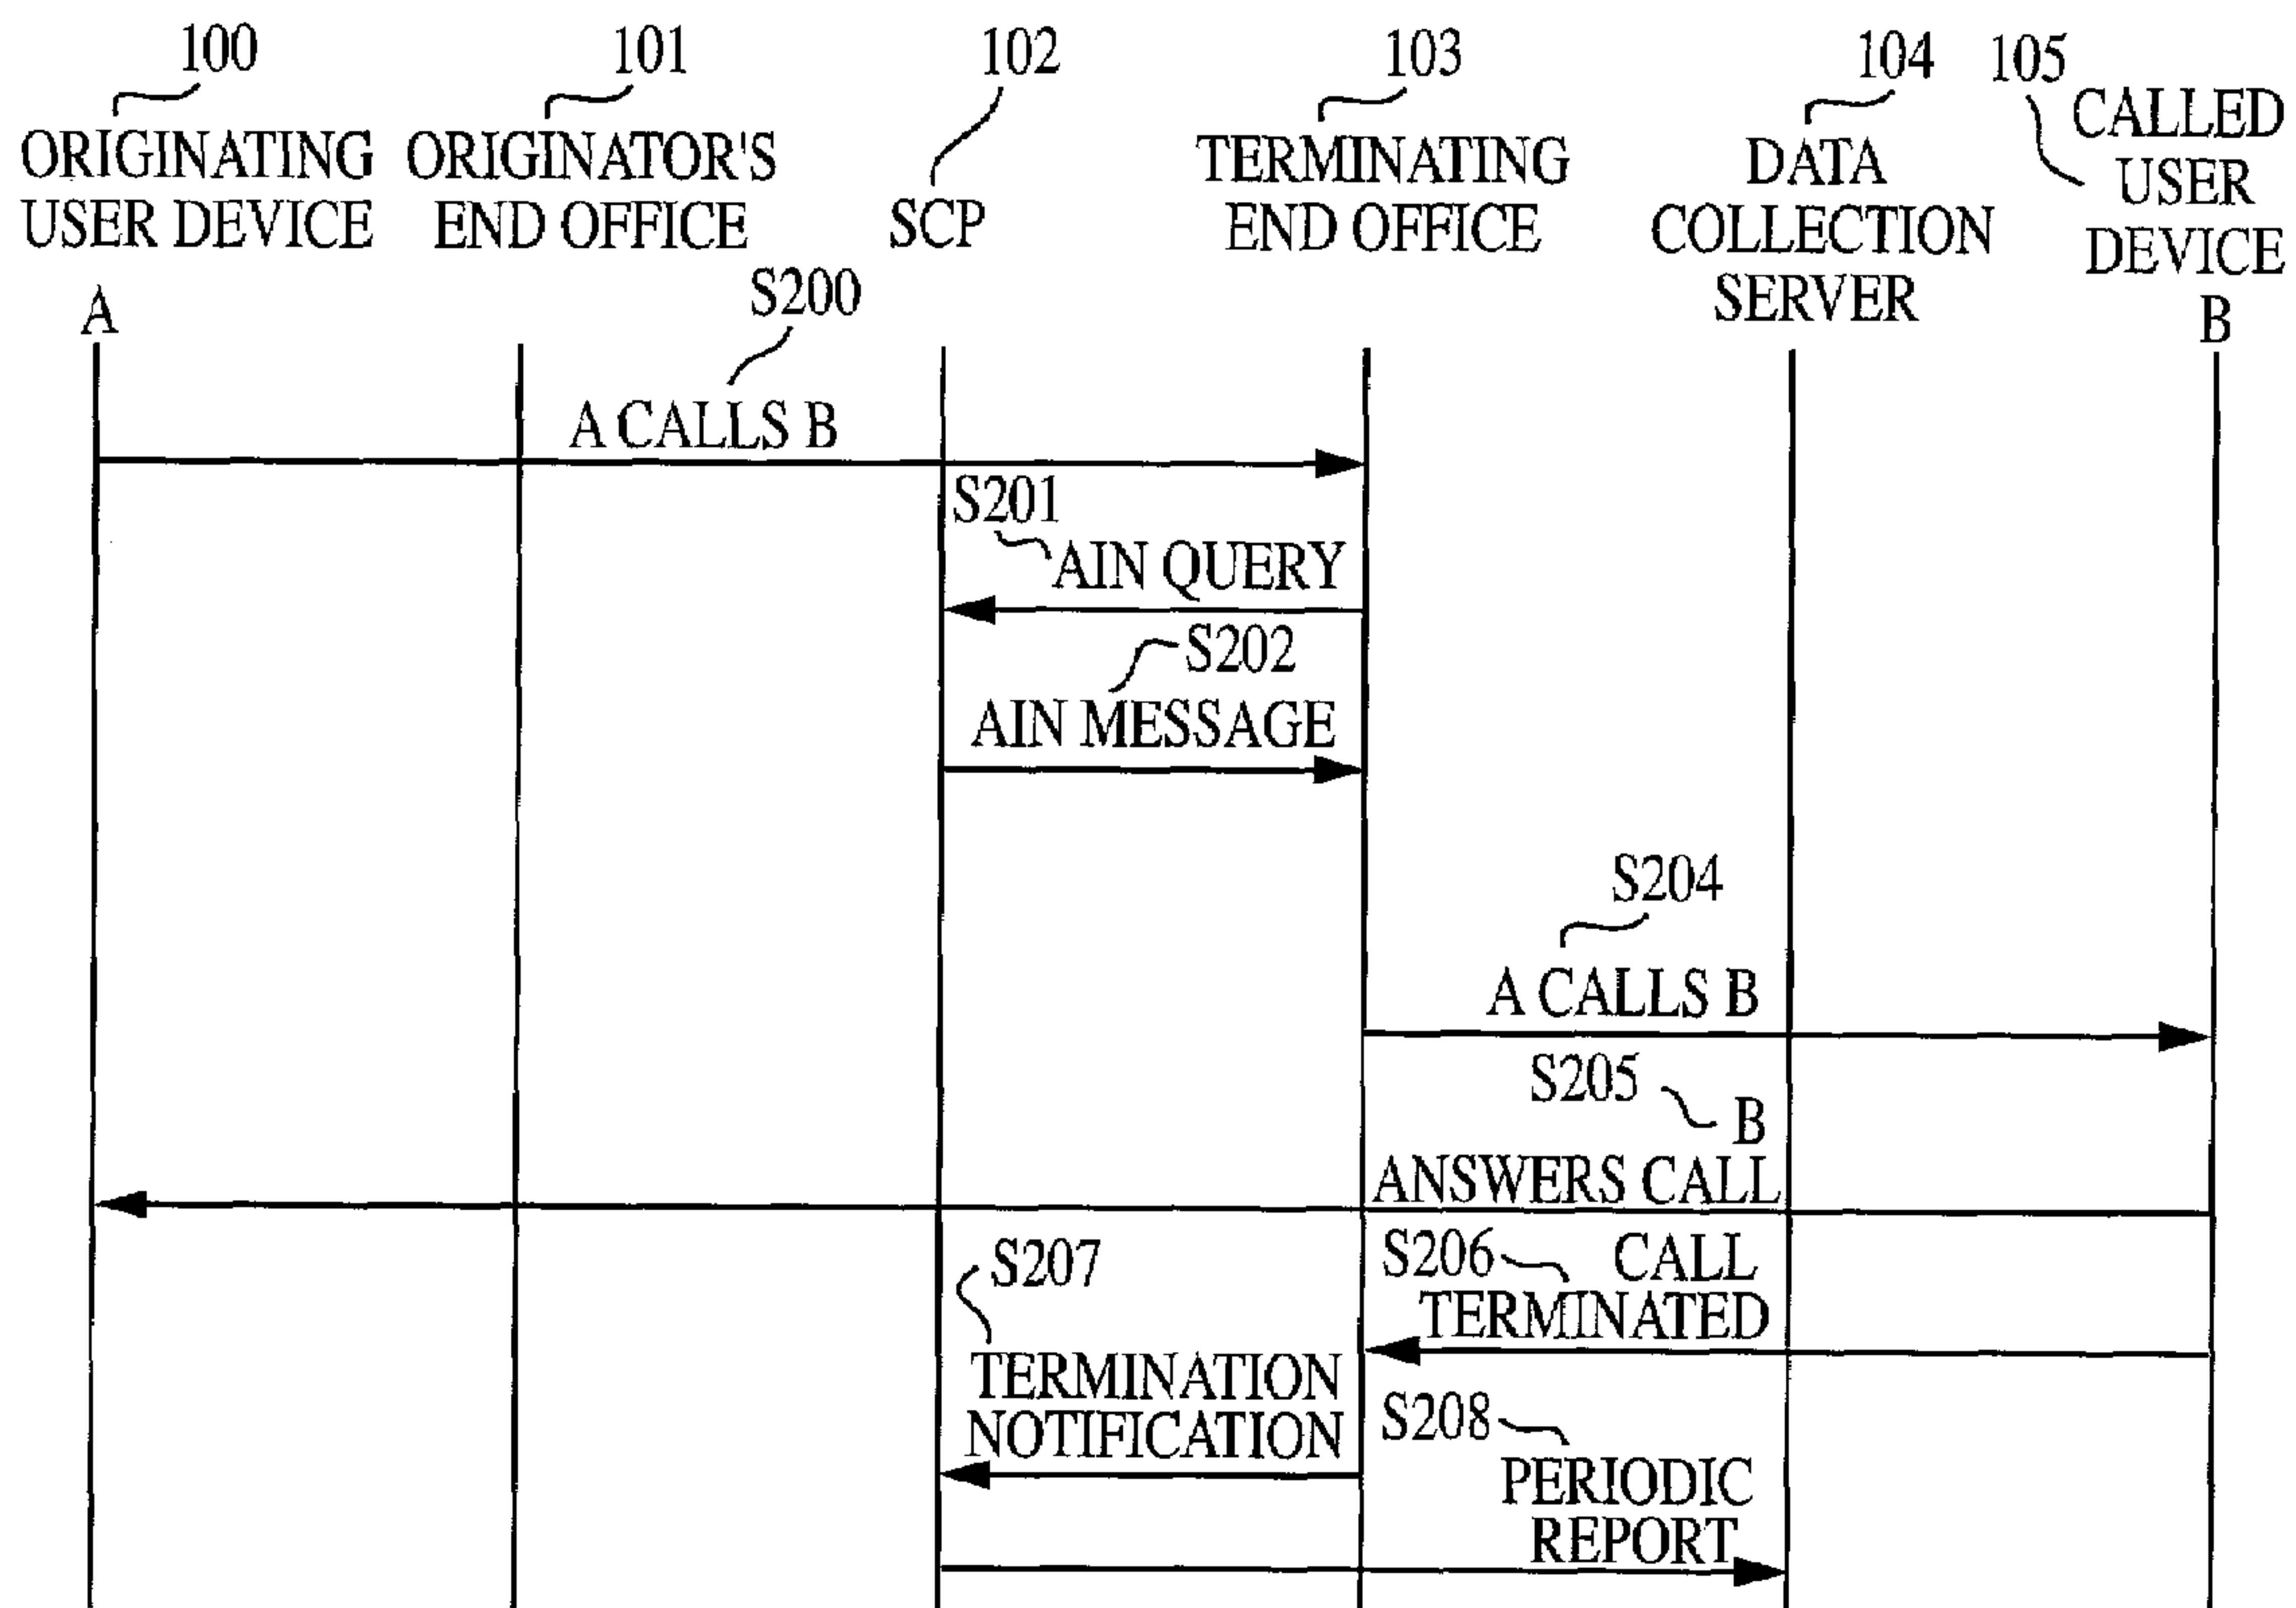 100
101
102
103
104
105
ORIGINATING
USER DEVICE
A
ORIGINATOR'S
END OFFICE
SCP
TERMINATING
END OFFICE
DATA
COLLECTION
SERVER
CALLED
USER
DEVICE
B
S200
A CALLS B
S201
AIN QUERY
S202
AIN MESSAGE
S204
A CALLS B
S205
B
ANSWERS CALL
S206
CALL
TERMINATED
S207
TERMINATION
NOTIFICATION
S208
PERIODIC
REPORT